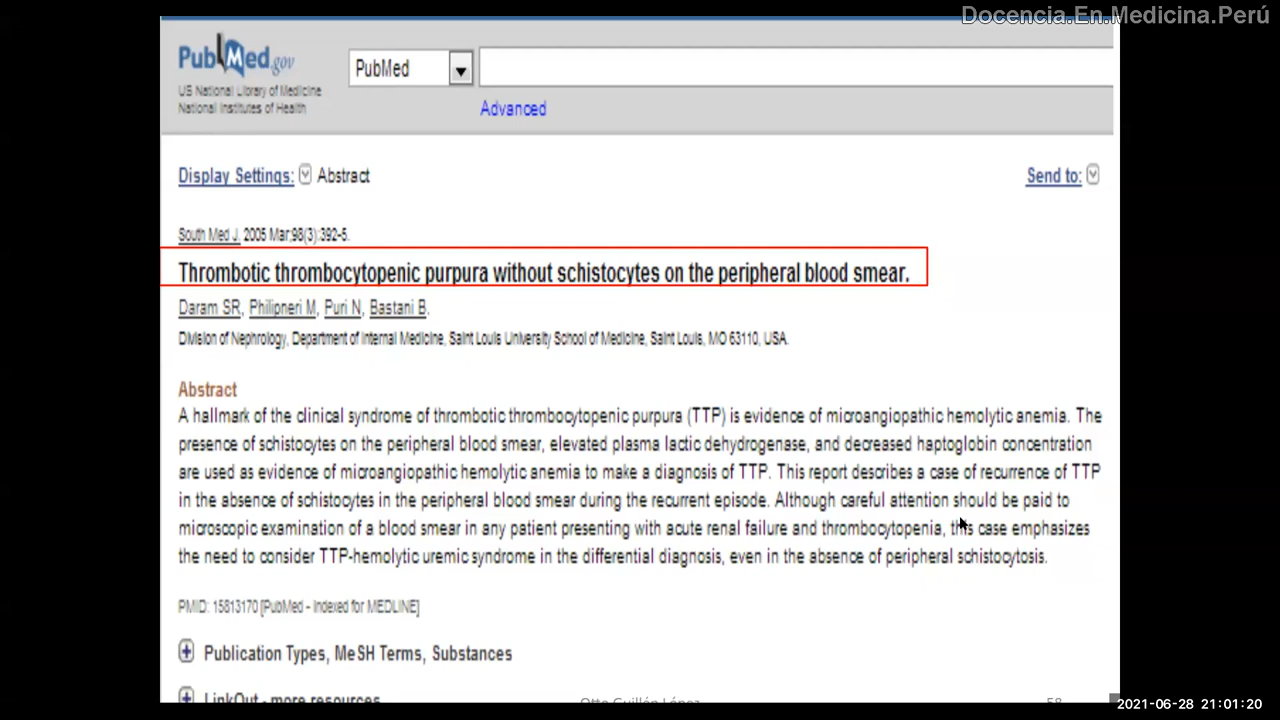 Docencia.En.Medicina.Perú
PubMed.gov
US National Library of Medicine
National Institutes of Health
PubMed
Advanced
Display Settings: Abstract
Send to:
South Med J. 2005 Mar;98(3):392-5.
Thrombotic thrombocytopenic purpura without schistocytes on the peripheral blood smear.
Daram SR, Philipneri M, Puri N, Bastani B.
Division of Nephrology, Department of Internal Medicine, Saint Louis University School of Medicine, Saint Louis, MO 63110, USA.
Abstract
A hallmark of the clinical syndrome of thrombotic thrombocytopenic purpura (TTP) is evidence of microangiopathic hemolytic anemia. The
presence of schistocytes on the peripheral blood smear, elevated plasma lactic dehydrogenase, and decreased haptoglobin concentration
are used as evidence of microangiopathic hemolytic anemia to make a diagnosis of TTP. This report describes a case of recurrence of TTP
in the absence of schistocytes in the peripheral blood smear during the recurrent episode. Although careful attention should be paid to
microscopic examination of a blood smear in any patient presenting with acute renal failure and thrombocytopenia, this case emphasizes
the need to consider TTP-hemolytic uremic syndrome in the differential diagnosis, even in the absence of peripheral schistocytosis.
PMID: 15813170 [PubMed - Indexed for MEDLINE]
Publication Types, MeSH Terms, Substances
LinkOut - more resources
Otto Guillén López
58
2021-06-28 21:01:20